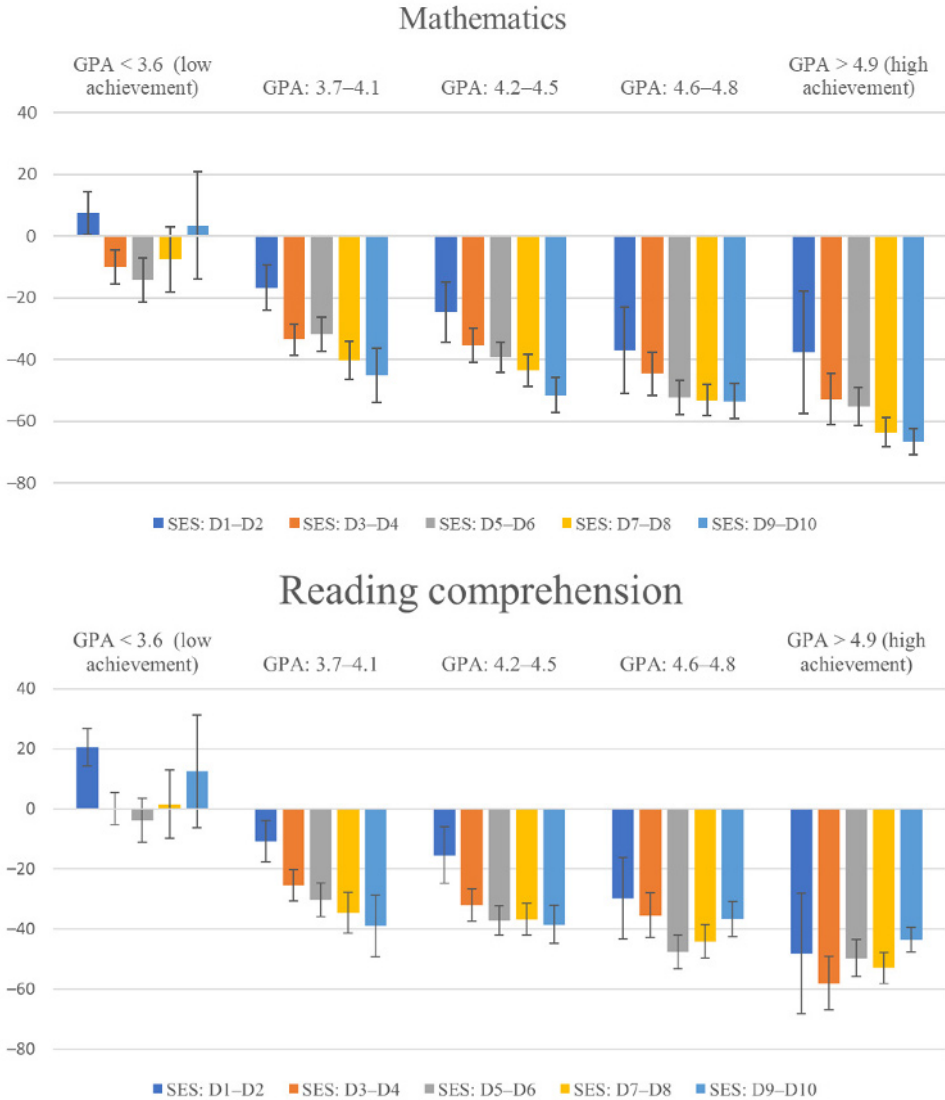 Mathematics
GPA < 3.6 (low
achievement)
GPA: 3.7–4.1
GPA: 4.2–4.5
GPA: 4.6–4.8
GPA > 4.9 (high
achievement)
40
20
0
−20
−40
−60
−80
SES: D1–D2 SES: D3–D4 SES: D5–D6 SES: D7–D8 SES: D9–D10
Reading comprehension
GPA < 3.6 (low
achievement)
GPA: 3.7–4.1
GPA: 4.2–4.5
GPA: 4.6–4.8
GPA > 4.9 (high
achievement)
40
20
0
−20
−40
−60
−80
SES: D1–D2 SES: D3–D4 SES: D5–D6 SES: D7–D8 SES: D9–D10